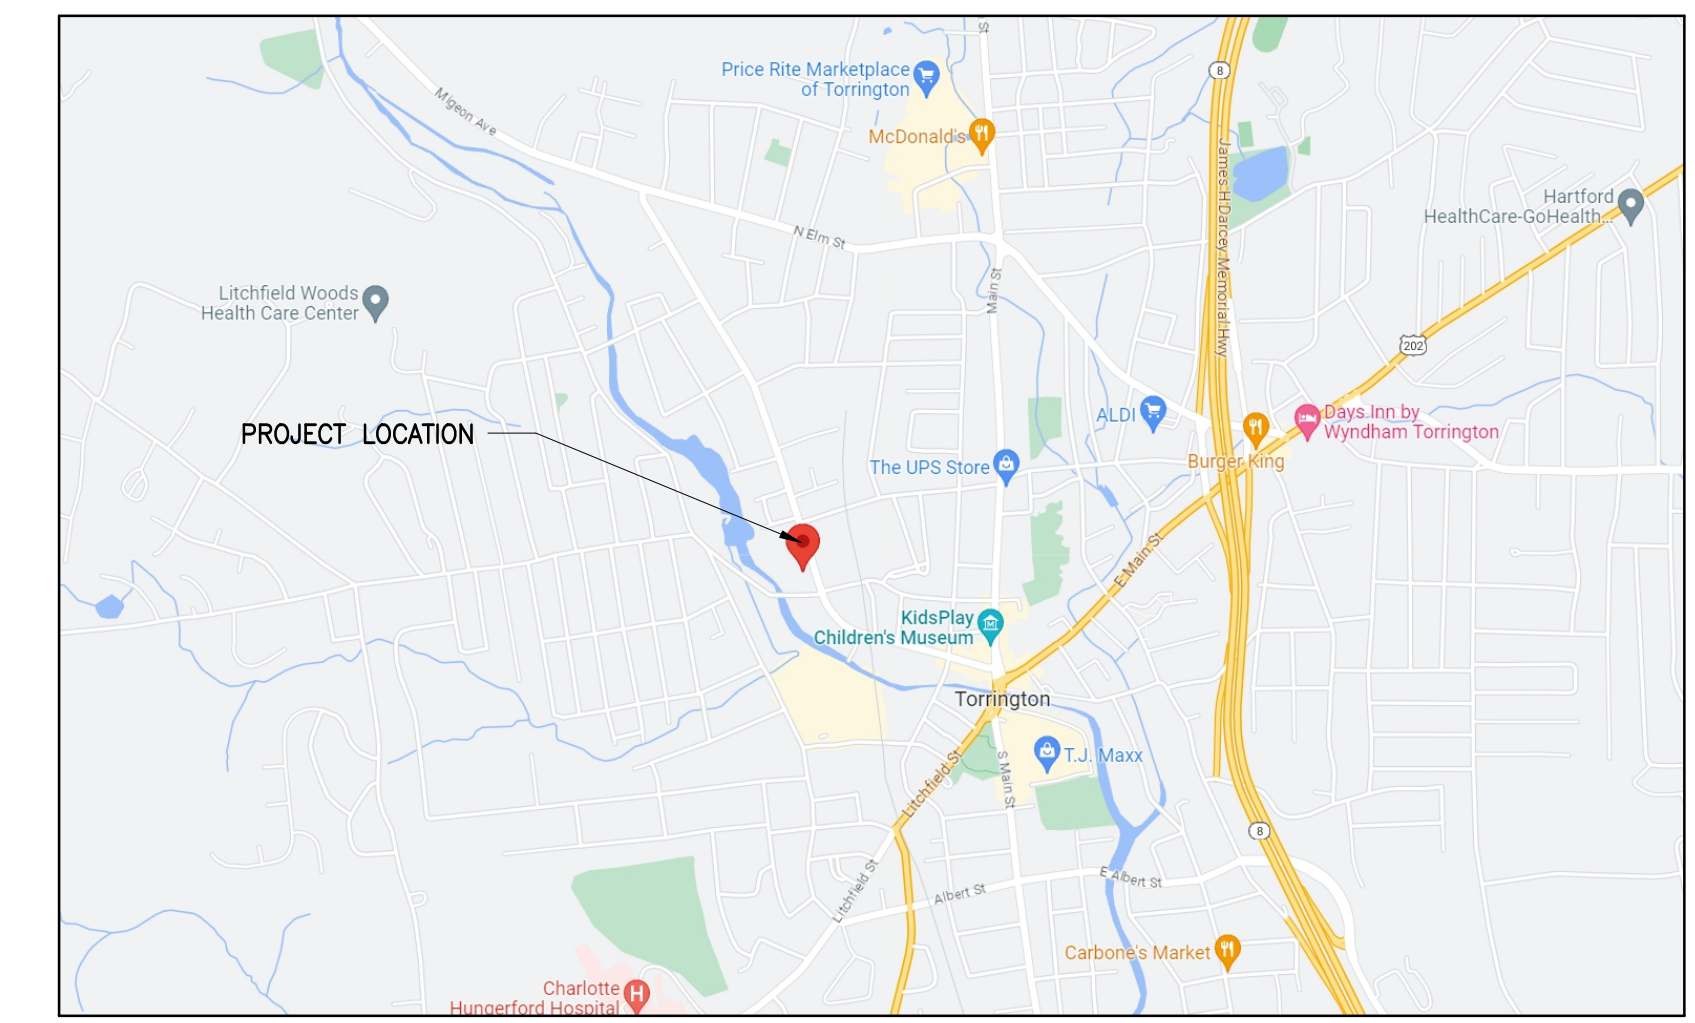 St
8
Price Rite Marketplace
of Torrington
Migeon Ave
McDonald's
James H Darcey Memorial Hwy
Hartford
HealthCare-GoHealth...
N Elm St
Main St
Litchfield Woods
Health Care Center
202
ALDI
Days Inn by
Wyndham Torrington
PROJECT LOCATION
The UPS Store
Burger King
E Main St
KidsPlay
Children's Museum
Torrington
T.J. Maxx
Litchfield St
S Main St
8
Litchfield St
Albert St
E Albert St
Carbone's Market
Charlotte
Hungerford Hospital
H